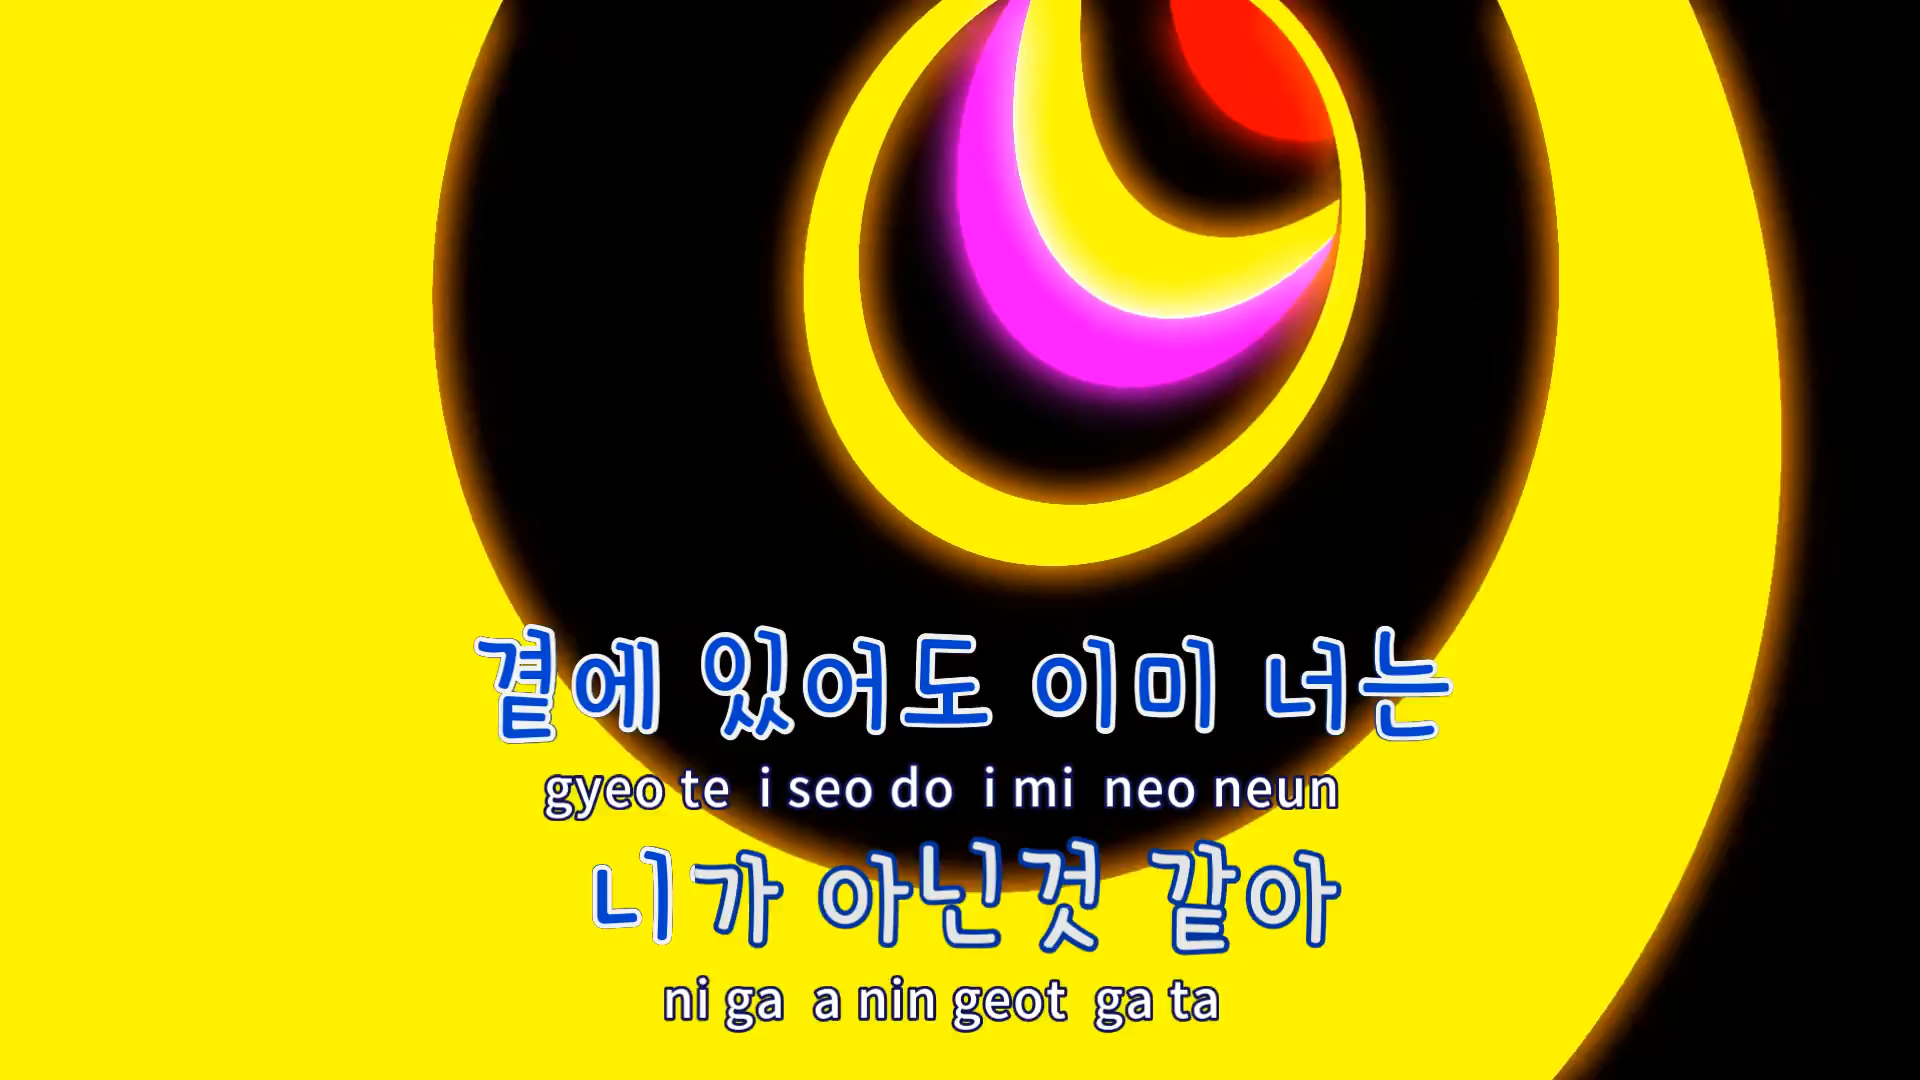 곁에 있어도 이미 너는
gyeo te i seo do i mi neo neun
니가 아닌것 같아
ni ga a nin geot ga ta